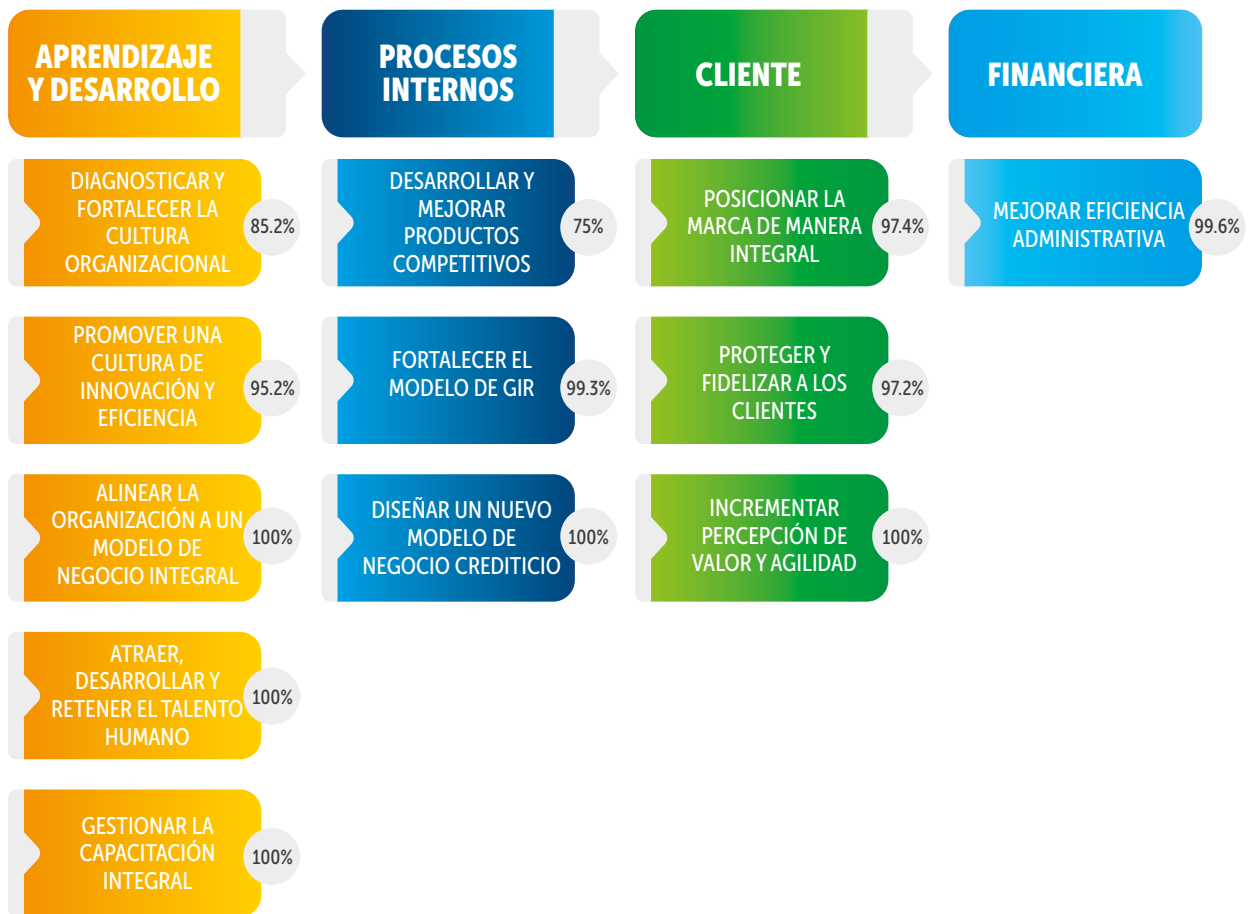 APRENDIZAJE
Y DESARROLLO
DIAGNOSTICAR Y
FORTALECER LA
CULTURA
ORGANIZACIONAL
85.2%
PROMOVER UNA
CULTURA DE
INNOVACIÓN Y
EFICIENCIA
95.2%
ALINEAR LA
ORGANIZACIÓN A UN
MODELO DE
NEGOCIO INTEGRAL
100%
ATRAER,
DESARROLLAR Y
RETENER EL TALENTO
HUMANO
100%
GESTIONAR LA
CAPACITACIÓN
INTEGRAL
100%
PROCESOS
INTERNOS
DESARROLLAR Y
MEJORAR
PRODUCTOS
COMPETITIVOS
75%
FORTALECER EL
MODELO DE GIR
99.3%
DISEÑAR UN NUEVO
MODELO DE
NEGOCIO CREDITICIO
100%
CLIENTE
POSICIONAR LA
MARCA DE MANERA
INTEGRAL
97.4%
PROTEGER Y
FIDELIZAR A LOS
CLIENTES
97.2%
INCREMENTAR
PERCEPCIÓN DE
VALOR Y AGILIDAD
100%
FINANCIERA
MEJORAR EFICIENCIA
ADMINISTRATIVA
99.6%